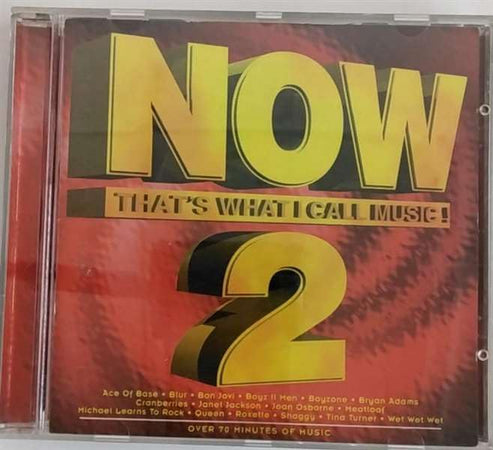 NOW
THAT'S WHAT I CALL MUSIC!
2
Ace Of Base • Blur • Bon Jovi • Boyz II Men • Boyzone • Bryan Adams
Cranberries • Janet Jackson • Joan Osborne • Meatloaf
Michael Learns To Rock • Queen • Roxette • Shaggy • Tina Turner • Wet Wet Wet
OVER 70 MINUTES OF MUSIC